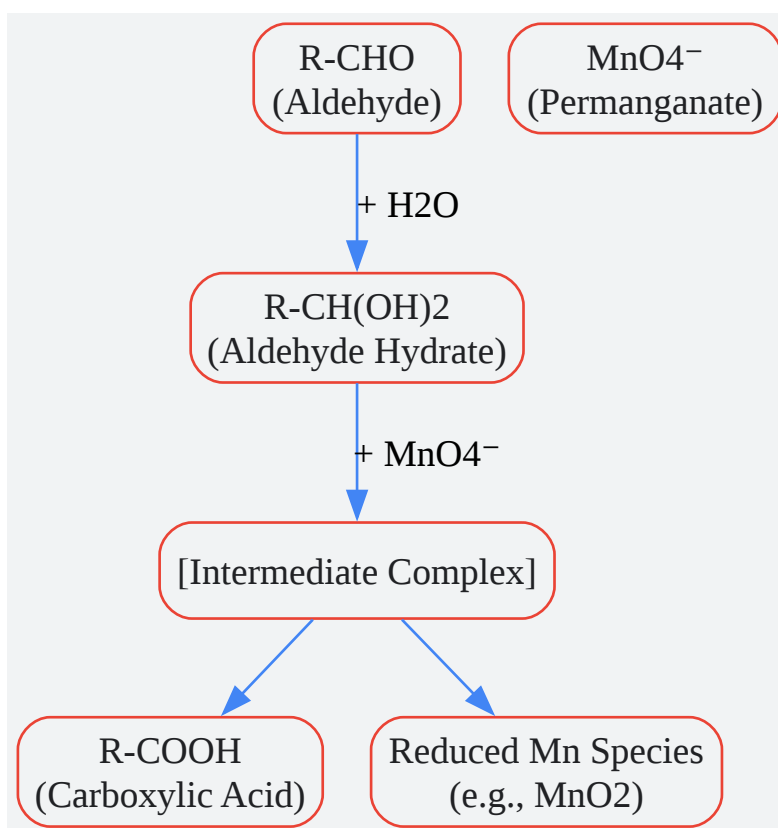 R-CHO
(Aldehyde)
MnO4⁻
(Permanganate)
+ H2O
R-CH(OH)2
(Aldehyde Hydrate)
+ MnO4⁻
[Intermediate Complex]
R-COOH
(Carboxylic Acid)
Reduced Mn Species
(e.g., MnO2)